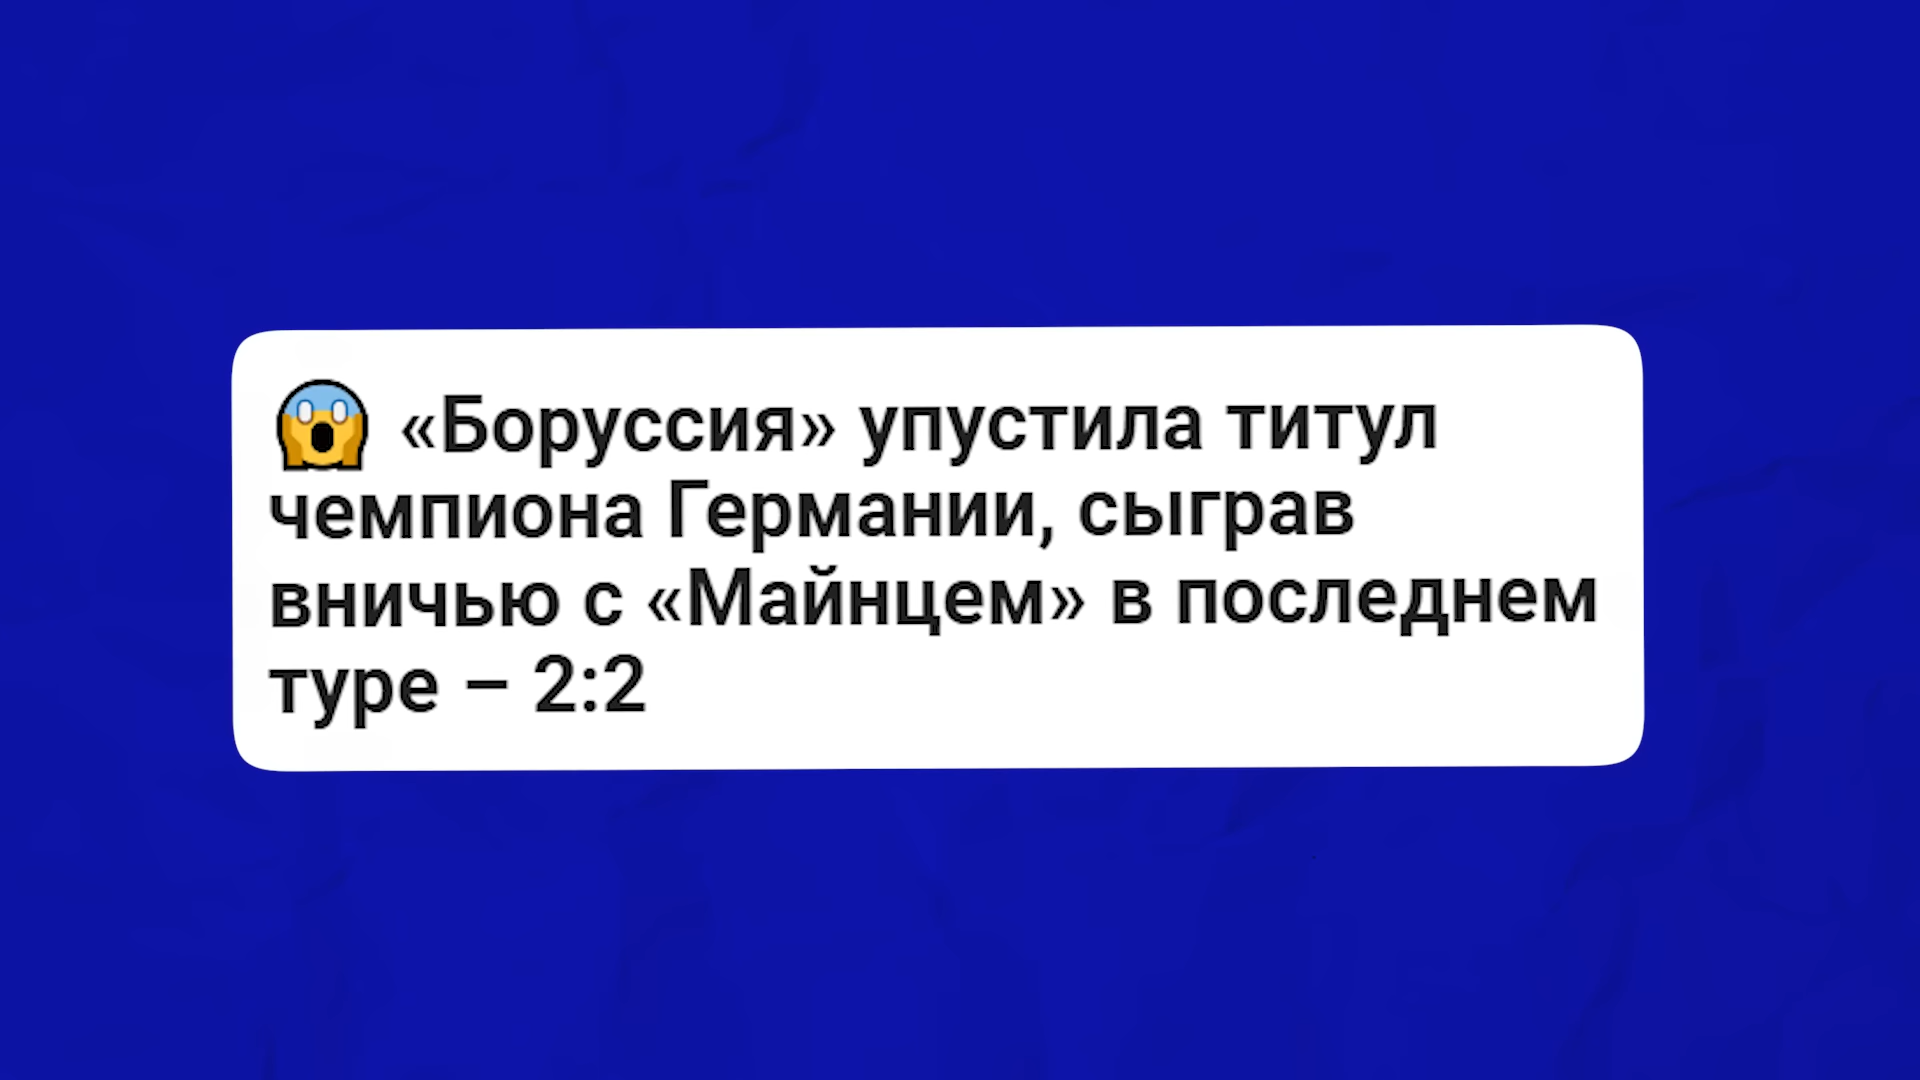 😱 «Боруссия» упустила титул
чемпиона Германии, сыграв
вничью с «Майнцем» в последнем
туре – 2:2